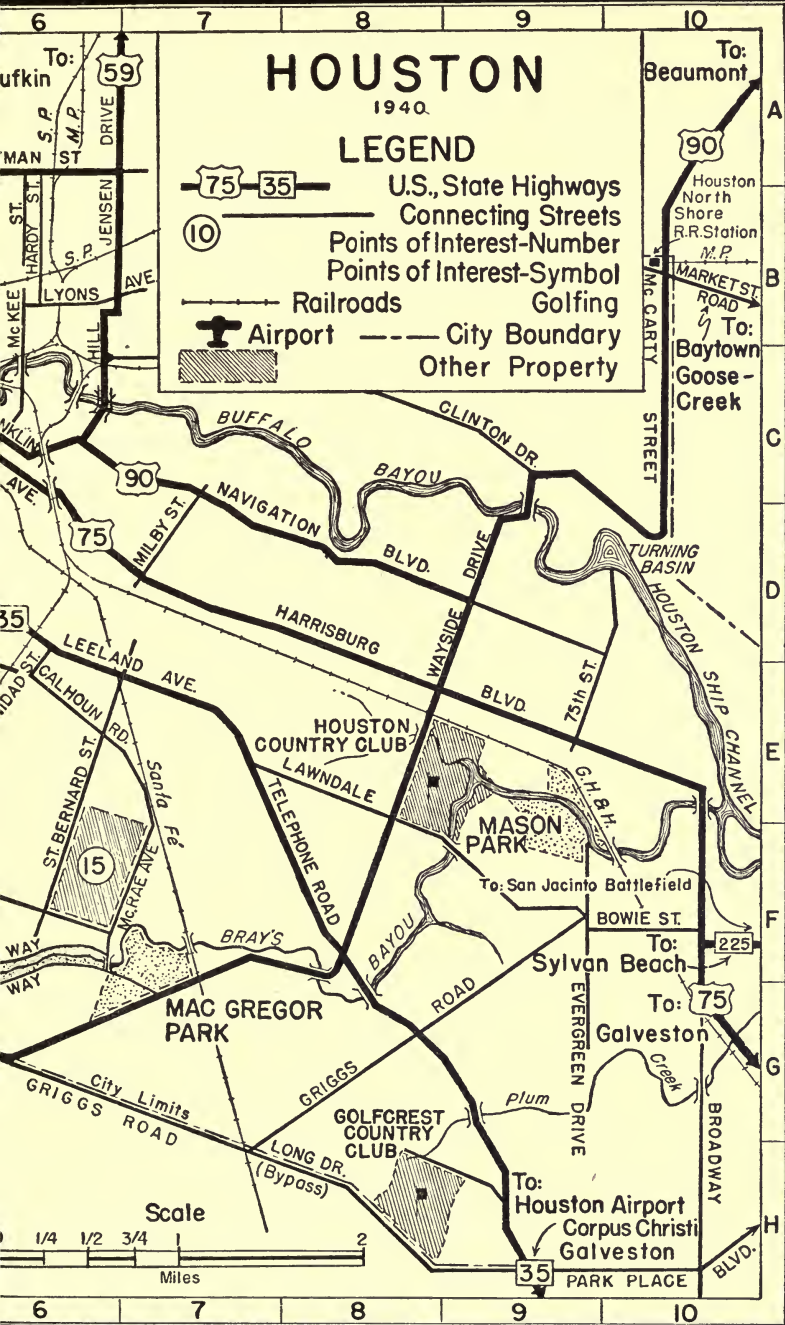 6 7 8 9 10
To:
ufkin
59
HOUSTON
1940
LEGEND
75 35 U.S., State Highways
Connecting Streets
10 Points of Interest-Number
Points of Interest-Symbol
Railroads Golfing
Airport City Boundary
Other Property
To:
Beaumont
90
Houston
North
Shore
R.R. Station
M.P.
MARKET ST.
ROAD
To:
Baytown
Goose-
Creek
A
B
C
D
E
F
G
H
S. P.
M. P.
DRIVE
TMAN ST
ST.
HARDY ST.
JENSEN
S.P.
LYONS AVE.
McKEE
HILL
McCARTY STREET
NKLIN
AVE.
BUFFALO BAYOU
CLINTON DR.
90
75
MILBY ST.
NAVIGATION BLVD.
WAYSIDE DRIVE
TURNING
BASIN
HOUSTON SHIP CHANNEL
HARRISBURG BLVD.
75th ST.
35
LEELAND AVE.
IDAD ST.
CALHOUN RD.
HOUSTON
COUNTRY CLUB
LAWNDALE
G.H. & H.
ST. BERNARD ST.
Santa Fé
TELEPHONE ROAD
MASON
PARK
15
McRAE AVE
To: San Jacinto Battlefield
BOWIE ST.
225
To:
Sylvan Beach
WAY
WAY
BRAY'S BAYOU
MAC GREGOR
PARK
75
To:
Galveston
GRIGGS ROAD
EVERGREEN DRIVE
Plum Creek
City Limits
GRIGGS ROAD
GOLFCREST
COUNTRY
CLUB
LONG DR.
(Bypass)
BROADWAY
To:
Houston Airport
Corpus Christi
Galveston
35
PARK PLACE BLVD.
Scale
0 1/4 1/2 3/4 1 2
Miles
6 7 8 9 10